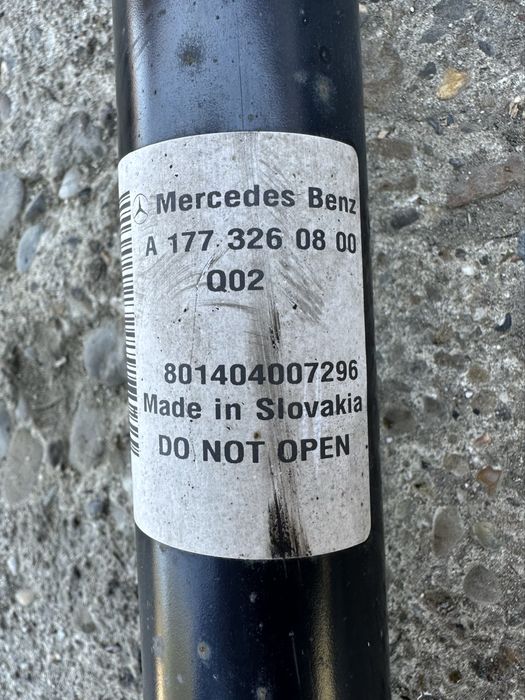 Mercedes Benz
A 177 326 08 00
Q02
801404007296
Made in Slovakia
DO NOT OPEN